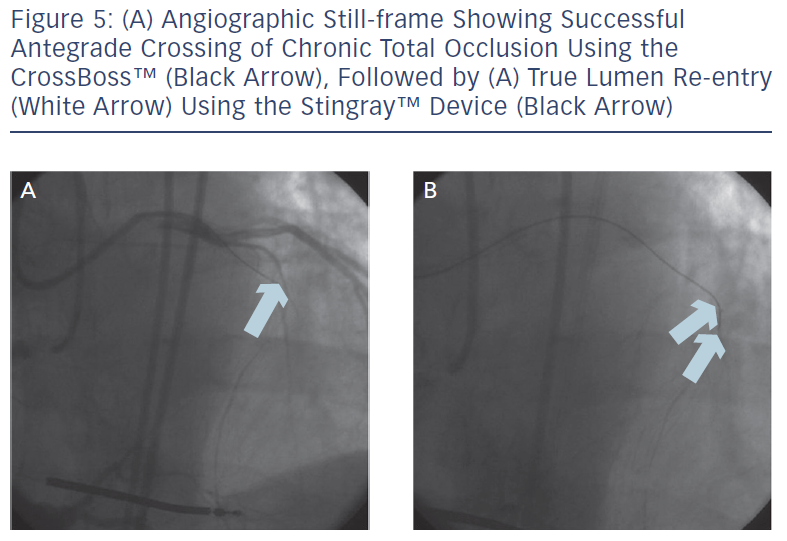 Figure 5: (A) Angiographic Still-frame Showing Successful
Antegrade Crossing of Chronic Total Occlusion Using the
CrossBoss™ (Black Arrow), Followed by (A) True Lumen Re-entry
(White Arrow) Using the Stingray™ Device (Black Arrow)
A
B